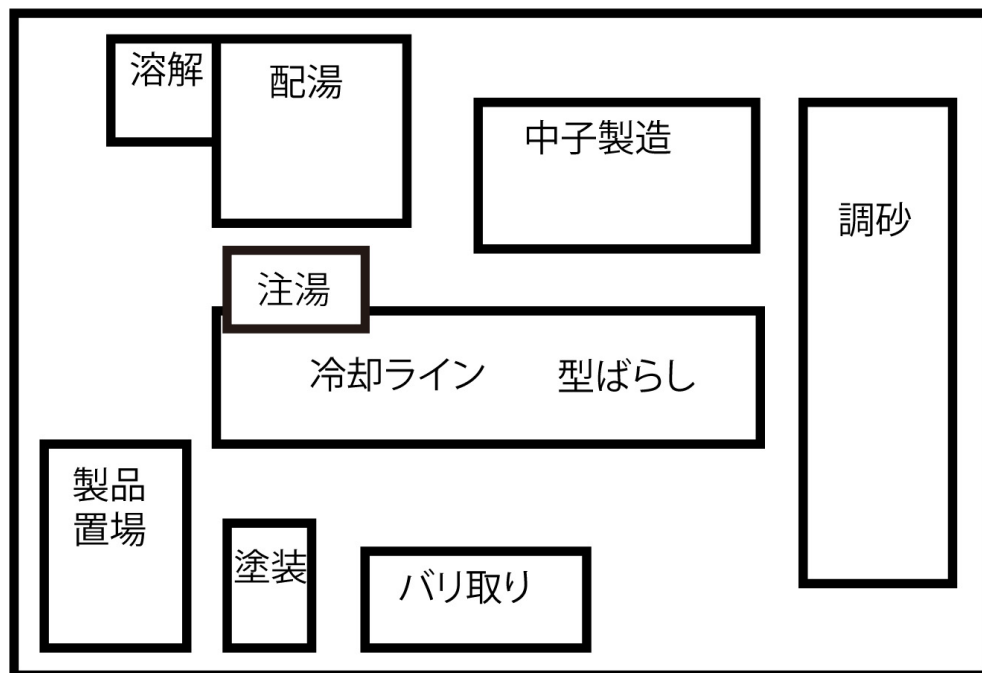 溶解
配湯
中子製造
調砂
注湯
冷却ライン
型ばらし
製品
置場
塗装
バリ取り